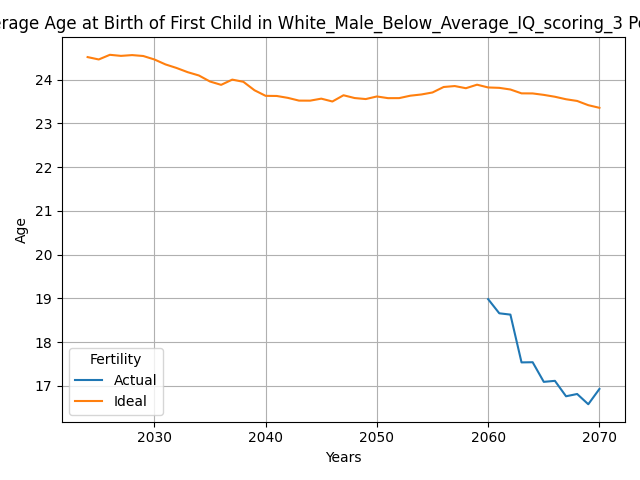 erage Age at Birth of First Child in White_Male_Below_Average_IQ_scoring_3
Age
24
23
22
21
20
19
18
17
Fertility
Actual
Ideal
2030 2040 2050 2060 2070
Years